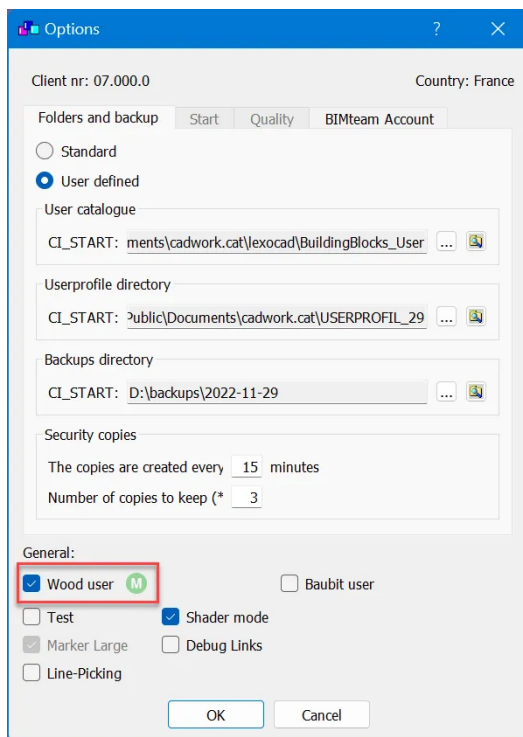 Options
Client nr: 07.000.0 Country: France
Folders and backup Start Quality BIMteam Account
Standard
User defined
User catalogue
CI_START: ments\cadwork.cat\lexocad\BuildingBlocks_User ...
Userprofile directory
CI_START: Public\Documents\cadwork.cat\USERPROFIL_29 ...
Backups directory
CI_START: D:\backups\2022-11-29 ...
Security copies
The copies are created every 15 minutes
Number of copies to keep (* 3
General:
Wood user M Baubit user
Test Shader mode
Marker Large Debug Links
Line-Picking
OK Cancel